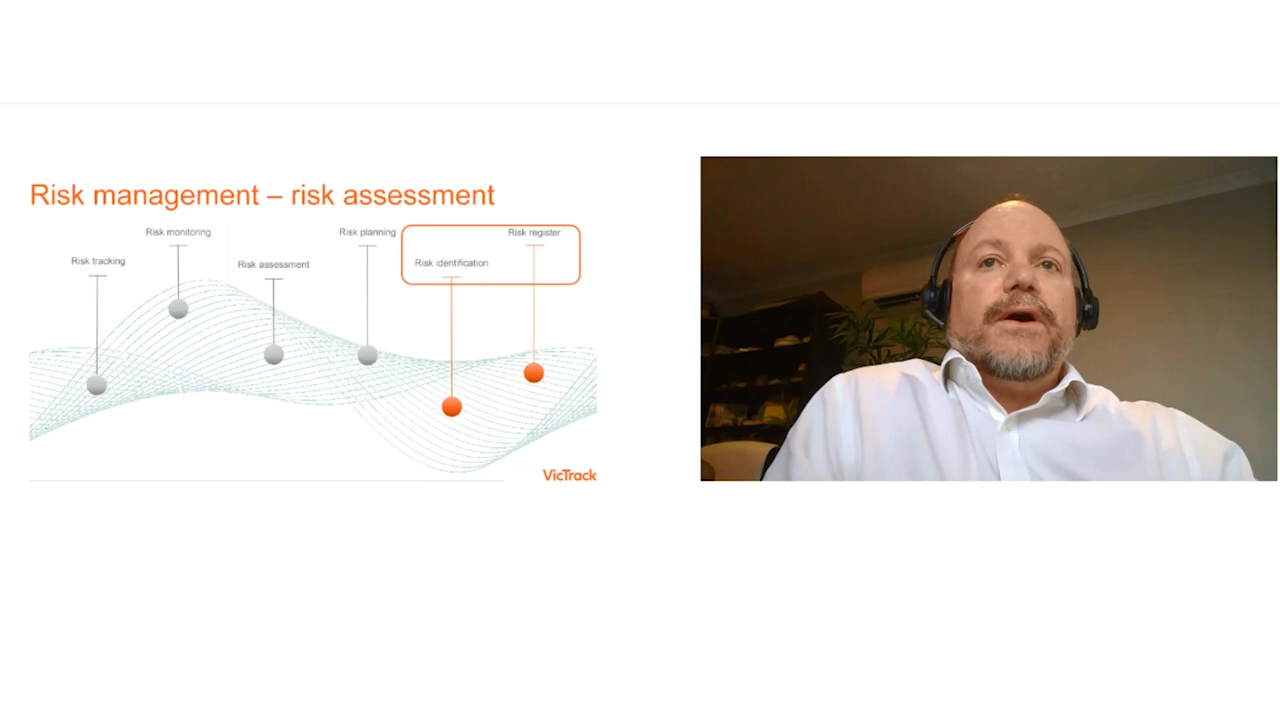 Risk management – risk assessment
Risk monitoring
Risk planning
Risk register
Risk tracking
Risk assessment
Risk identification
VicTrack